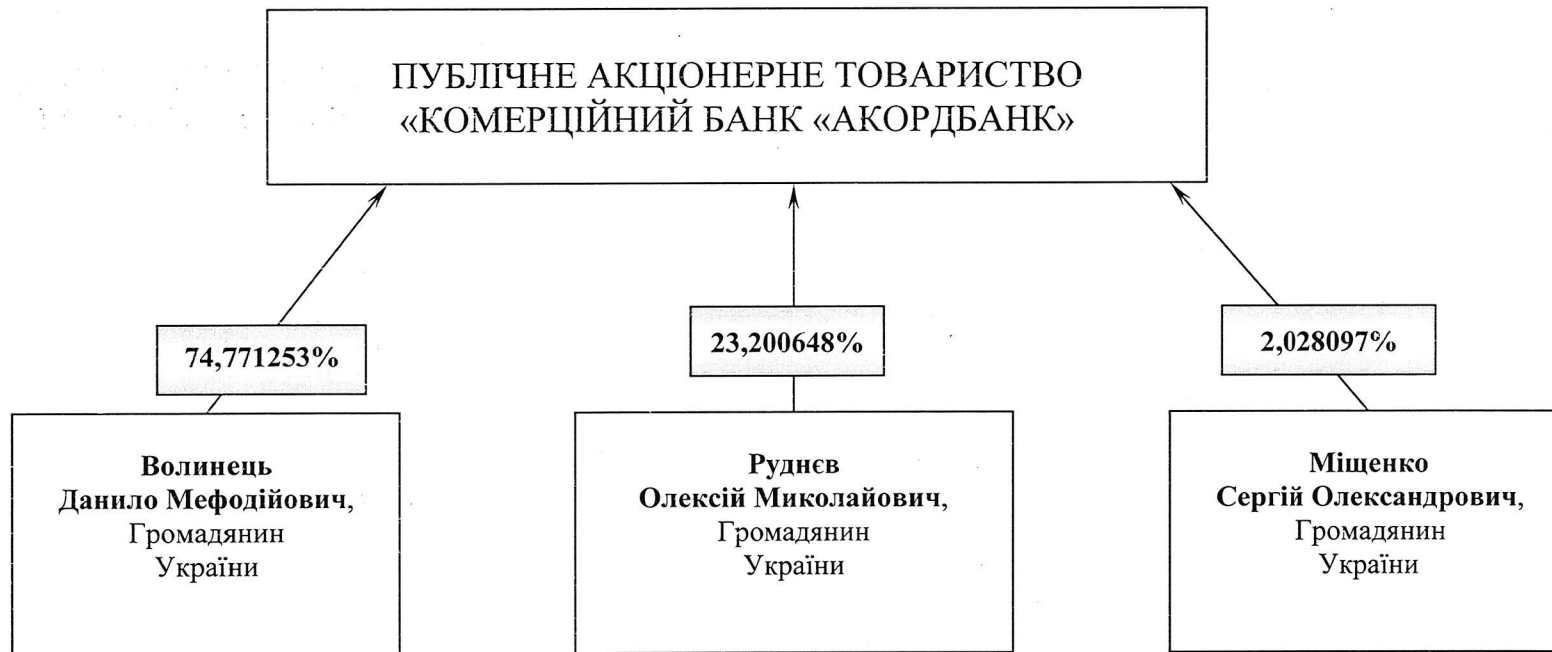 ПУБЛІЧНЕ АКЦІОНЕРНЕ ТОВАРИСТВО
«КОМЕРЦІЙНИЙ БАНК «АКОРДБАНК»
74,771253%
23,200648%
2,028097%
Волинець
Данило Мефодійович,
Громадянин
України
Руднєв
Олексій Миколайович,
Громадянин
України
Міщенко
Сергій Олександрович,
Громадянин
України